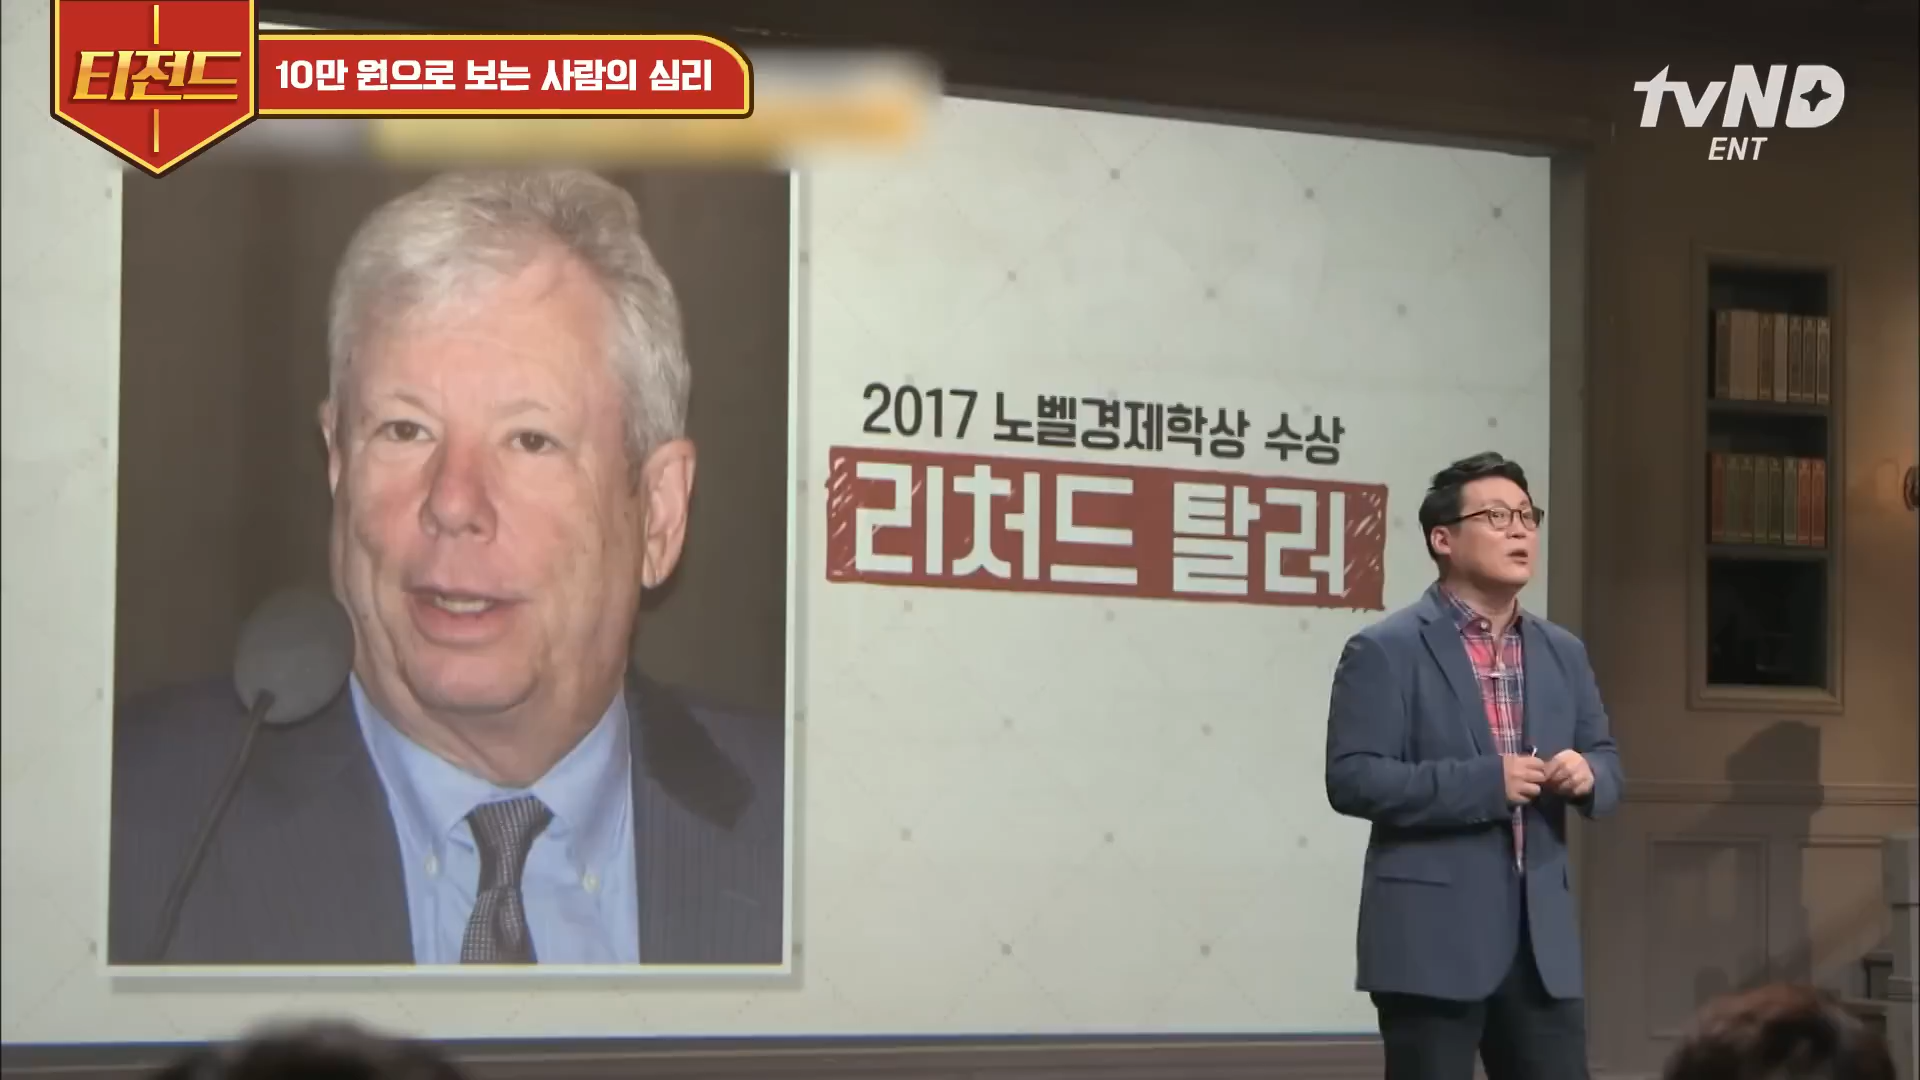 티전드
10만 원으로 보는 사람의 심리
tvND
ENT
2017 노벨경제학상 수상
리처드 탈러